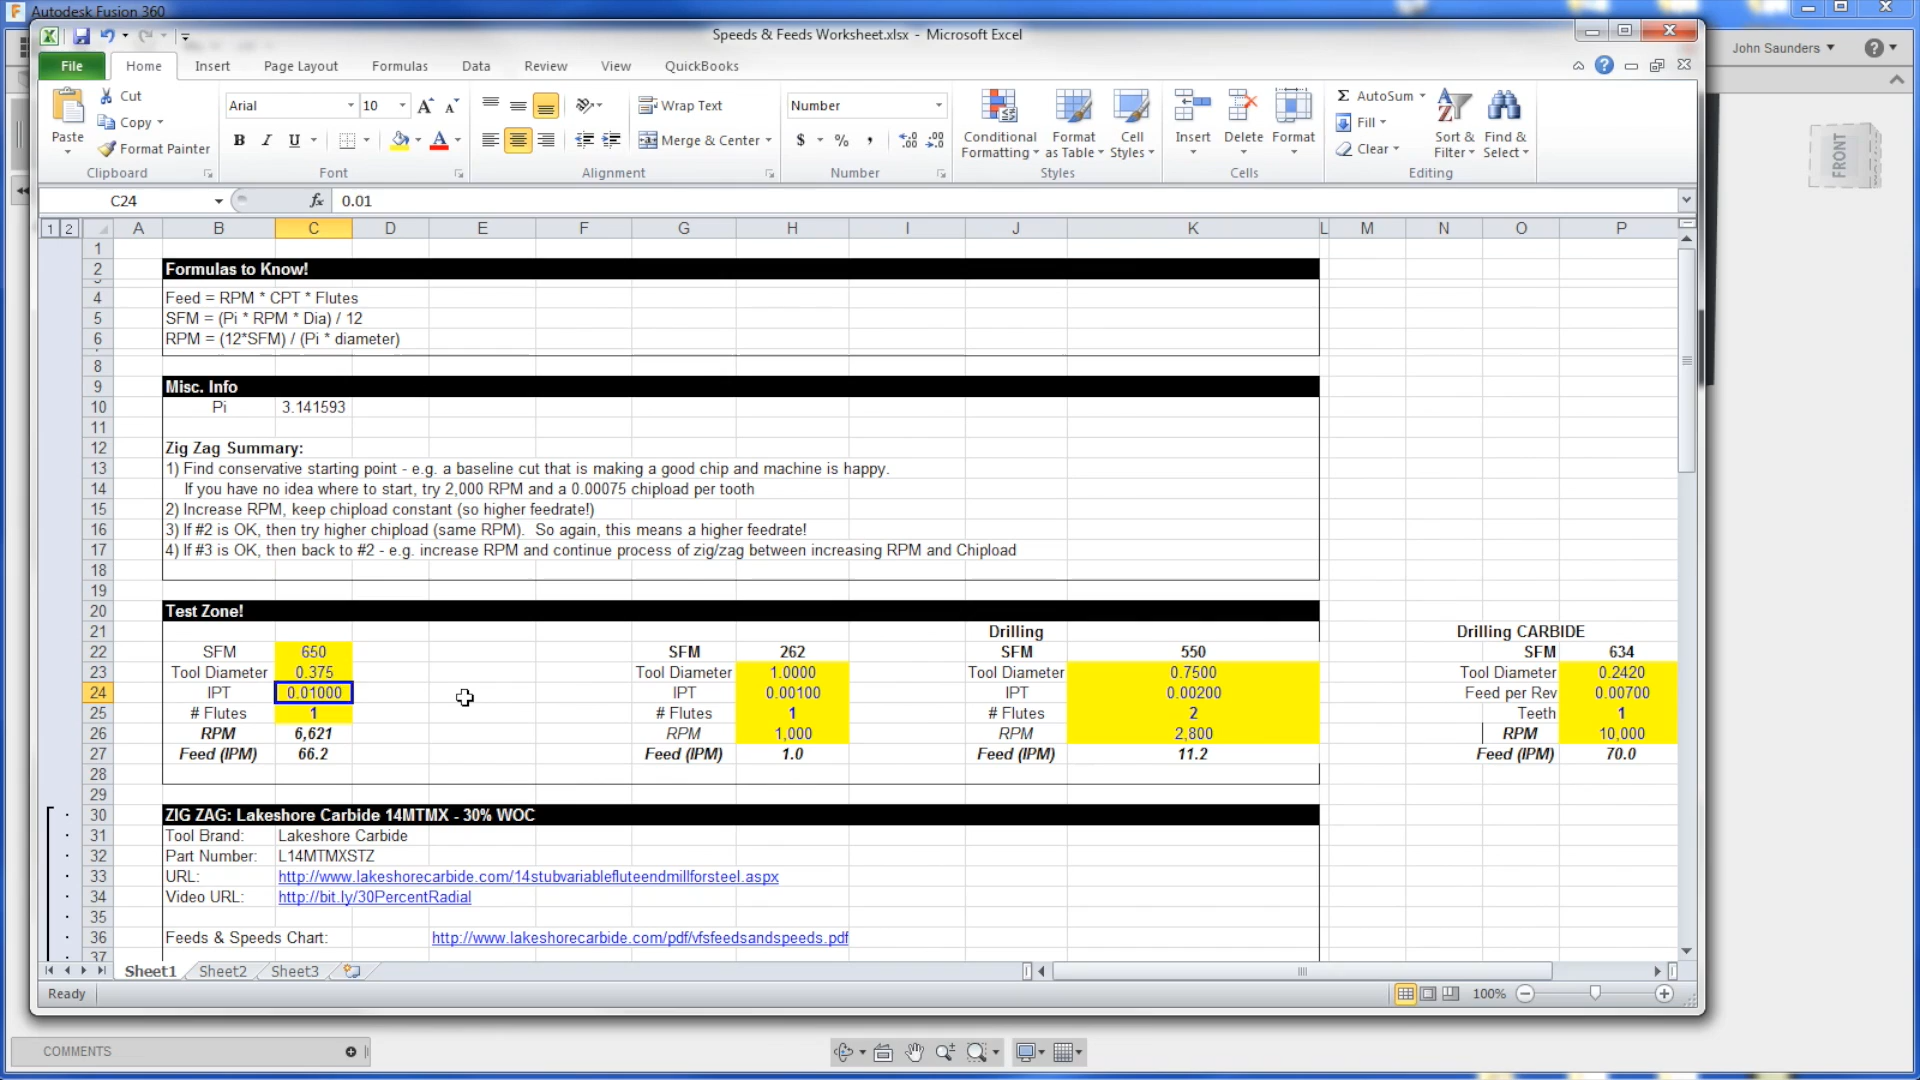 Autodesk Fusion 360
Speeds & Feeds Worksheet.xlsx - Microsoft Excel
John Saunders
File Home Insert Page Layout Formulas Data Review View QuickBooks
Paste
Cut
Copy
Format Painter
Clipboard
Arial 10
B I U
Font
Wrap Text
Merge & Center
Alignment
Number
$ % ,
Number
Conditional Formatting
Format as Table
Cell Styles
Styles
Insert Delete Format
Cells
Σ AutoSum
Fill
Clear
Sort & Filter
Find & Select
Editing
FRONT
C24 fx 0.01
1 2 A B C D E F G H I J K L M N O P
1
2 Formulas to Know!
4 Feed = RPM * CPT * Flutes
5 SFM = (Pi * RPM * Dia) / 12
6 RPM = (12*SFM) / (Pi * diameter)
8
9 Misc. Info
10 Pi 3.141593
11
12 Zig Zag Summary:
13 1) Find conservative starting point - e.g. a baseline cut that is making a good chip and machine is happy.
14 If you have no idea where to start, try 2,000 RPM and a 0.00075 chipload per tooth
15 2) Increase RPM, keep chipload constant (so higher feedrate!)
16 3) If #2 is OK, then try higher chipload (same RPM). So again, this means a higher feedrate!
17 4) If #3 is OK, then back to #2 - e.g. increase RPM and continue process of zig/zag between increasing RPM and Chipload
18
19
20 Test Zone!
21 Drilling Drilling CARBIDE
22 SFM 650 SFM 262 SFM 550 SFM 634
23 Tool Diameter 0.375 Tool Diameter 1.0000 Tool Diameter 0.7500 Tool Diameter 0.2420
24 IPT 0.01000 IPT 0.00100 IPT 0.00200 Feed per Rev 0.00700
25 # Flutes 1 # Flutes 1 # Flutes 2 Teeth 1
26 RPM 6,621 RPM 1,000 RPM 2,800 RPM 10,000
27 Feed (IPM) 66.2 Feed (IPM) 1.0 Feed (IPM) 11.2 Feed (IPM) 70.0
28
29
30 ZIG ZAG: Lakeshore Carbide 14MTMX - 30% WOC
31 Tool Brand: Lakeshore Carbide
32 Part Number: L14MTMXSTZ
33 URL: http://www.lakeshorecarbide.com/14stubvariablefluteendmillforsteel.aspx
34 Video URL: http://bit.ly/30PercentRadial
35
36 Feeds & Speeds Chart: http://www.lakeshorecarbide.com/pdf/vfsfeedsandspeeds.pdf
37
Sheet1 Sheet2 Sheet3
Ready 100%
COMMENTS